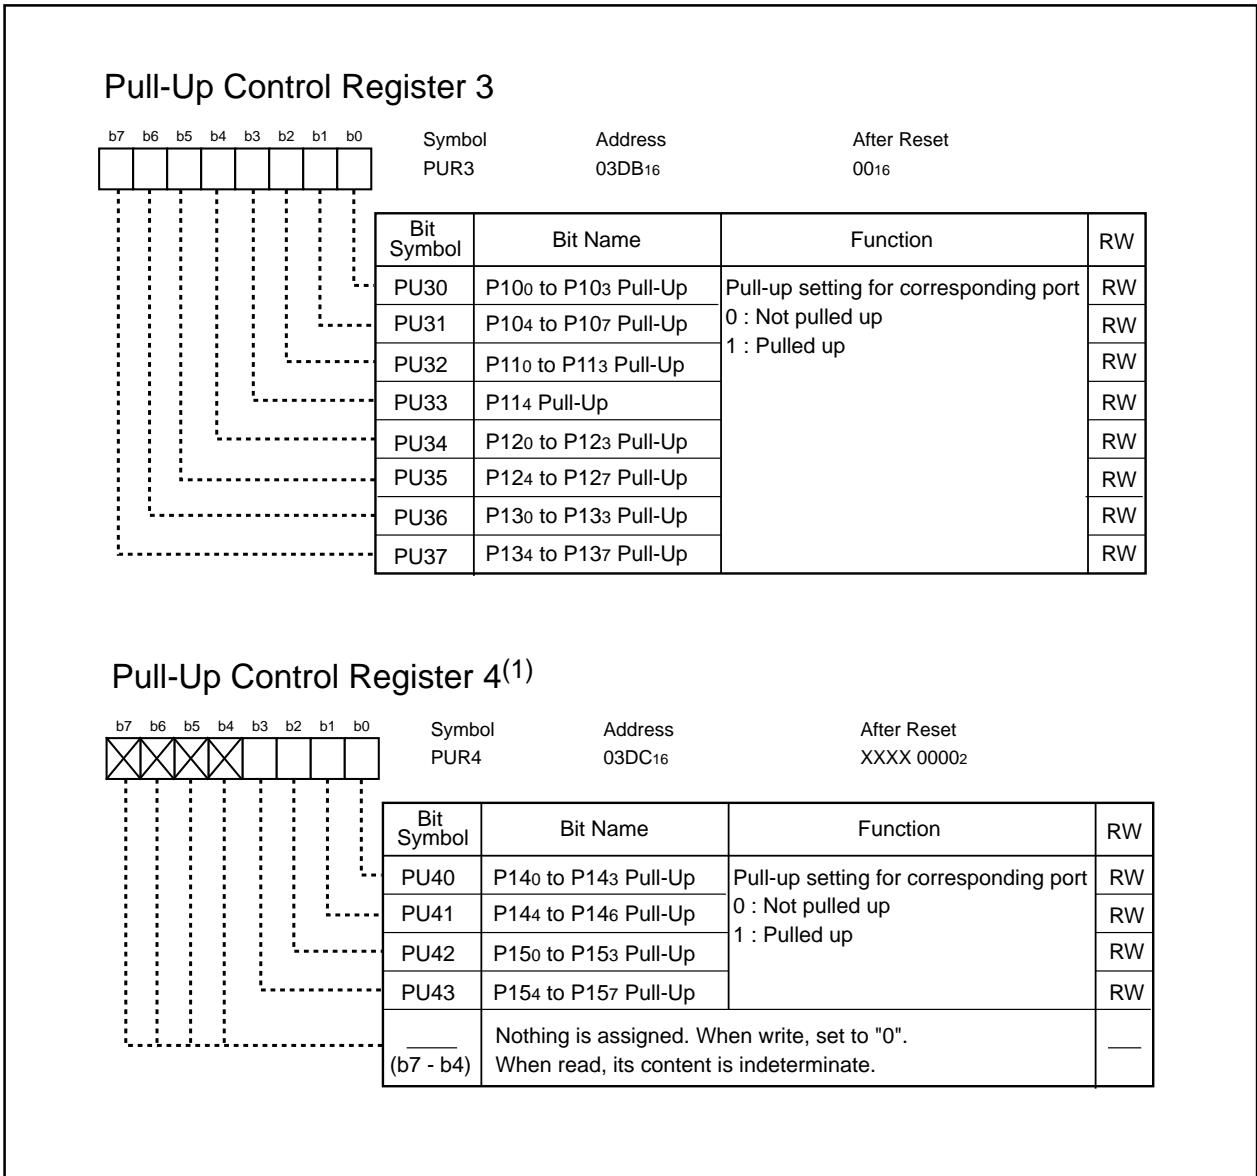 Pull-Up Control Register 3
b7 b6 b5 b4 b3 b2 b1 b0
Symbol Address After Reset
PUR3 03DB16 0016
Bit Symbol Bit Name Function RW
PU30 P100 to P103 Pull-Up Pull-up setting for corresponding port RW
0 : Not pulled up
PU31 P104 to P107 Pull-Up RW
1 : Pulled up
PU32 P110 to P113 Pull-Up RW
PU33 P114 Pull-Up RW
PU34 P120 to P123 Pull-Up RW
PU35 P124 to P127 Pull-Up RW
PU36 P130 to P133 Pull-Up RW
PU37 P134 to P137 Pull-Up RW
Pull-Up Control Register 4(1)
b7 b6 b5 b4 b3 b2 b1 b0
Symbol Address After Reset
PUR4 03DC16 XXXX 00002
Bit Symbol Bit Name Function RW
PU40 P140 to P143 Pull-Up Pull-up setting for corresponding port RW
0 : Not pulled up
PU41 P144 to P146 Pull-Up RW
1 : Pulled up
PU42 P150 to P153 Pull-Up RW
PU43 P154 to P157 Pull-Up RW
Nothing is assigned. When write, set to "0".
(b7 - b4) When read, its content is indeterminate.